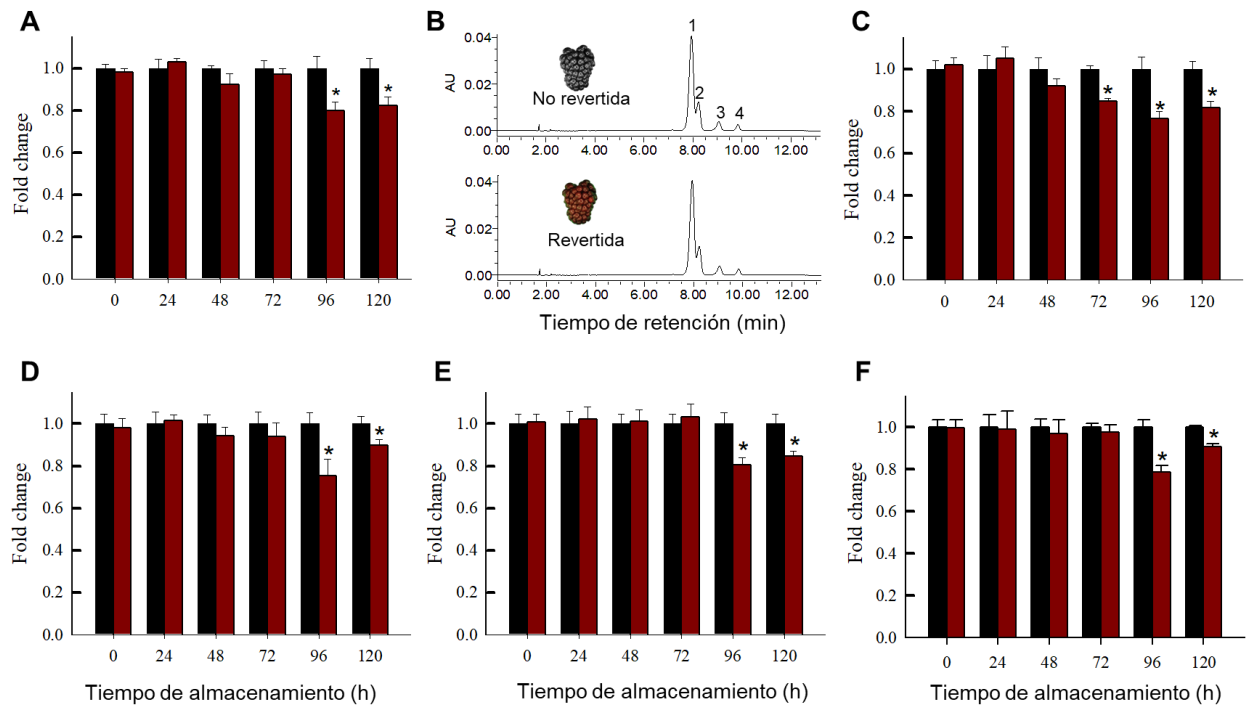 A
Fold change
1.0
0.8
0.6
0.4
0.2
0.0
* *
0 24 48 72 96 120
B
AU
0.04
0.02
0.00
1
2
3 4
No revertida
0.00 2.00 4.00 6.00 8.00 10.00 12.00
AU
0.04
0.02
0.00
Revertida
0.00 2.00 4.00 6.00 8.00 10.00 12.00
Tiempo de retención (min)
C
Fold change
1.0
0.8
0.6
0.4
0.2
0.0
* * *
0 24 48 72 96 120
D
Fold change
1.0
0.8
0.6
0.4
0.2
0.0
* *
0 24 48 72 96 120
Tiempo de almacenamiento (h)
E
Fold change
1.0
0.8
0.6
0.4
0.2
0.0
* *
0 24 48 72 96 120
Tiempo de almacenamiento (h)
F
Fold change
1.0
0.8
0.6
0.4
0.2
0.0
* *
0 24 48 72 96 120
Tiempo de almacenamiento (h)